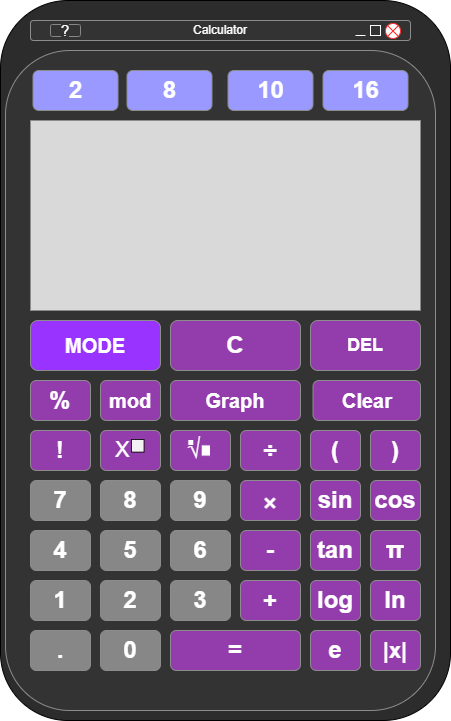 ? Calculator
2 8 10 16
MODE C DEL
% mod Graph Clear
! X□ √ ÷ ( )
7 8 9 × sin cos
4 5 6 - tan π
1 2 3 + log ln
. 0 = e |x|